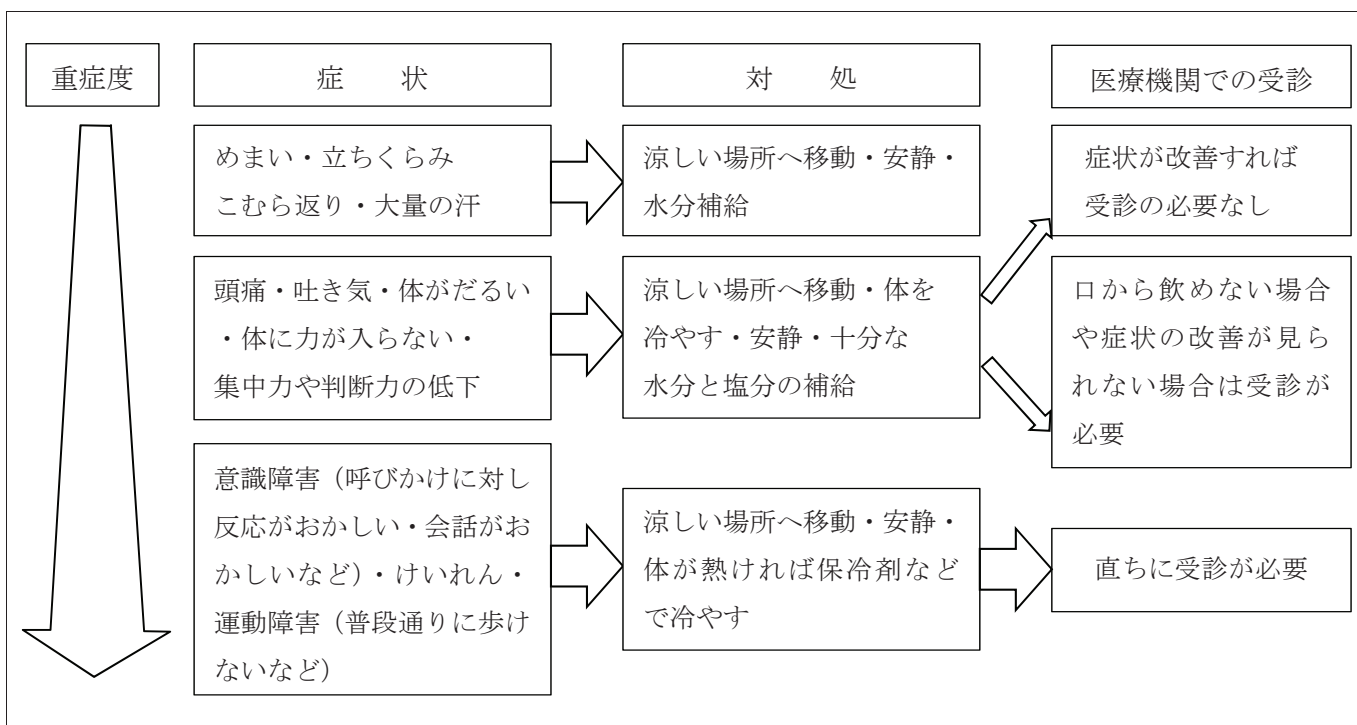 重症度
症　　状
対　　処
医療機関での受診
めまい・立ちくらみ
こむら返り・大量の汗
涼しい場所へ移動・安静・
水分補給
症状が改善すれば
受診の必要なし
頭痛・吐き気・体がだるい
・体に力が入らない・
集中力や判断力の低下
涼しい場所へ移動・体を
冷やす・安静・十分な
水分と塩分の補給
口から飲めない場合
や症状の改善が見ら
れない場合は受診が
必要
意識障害（呼びかけに対し
反応がおかしい・会話がお
かしいなど）・けいれん・
運動障害（普段通りに歩け
ないなど）
涼しい場所へ移動・安静・
体が熱ければ保冷剤など
で冷やす
直ちに受診が必要